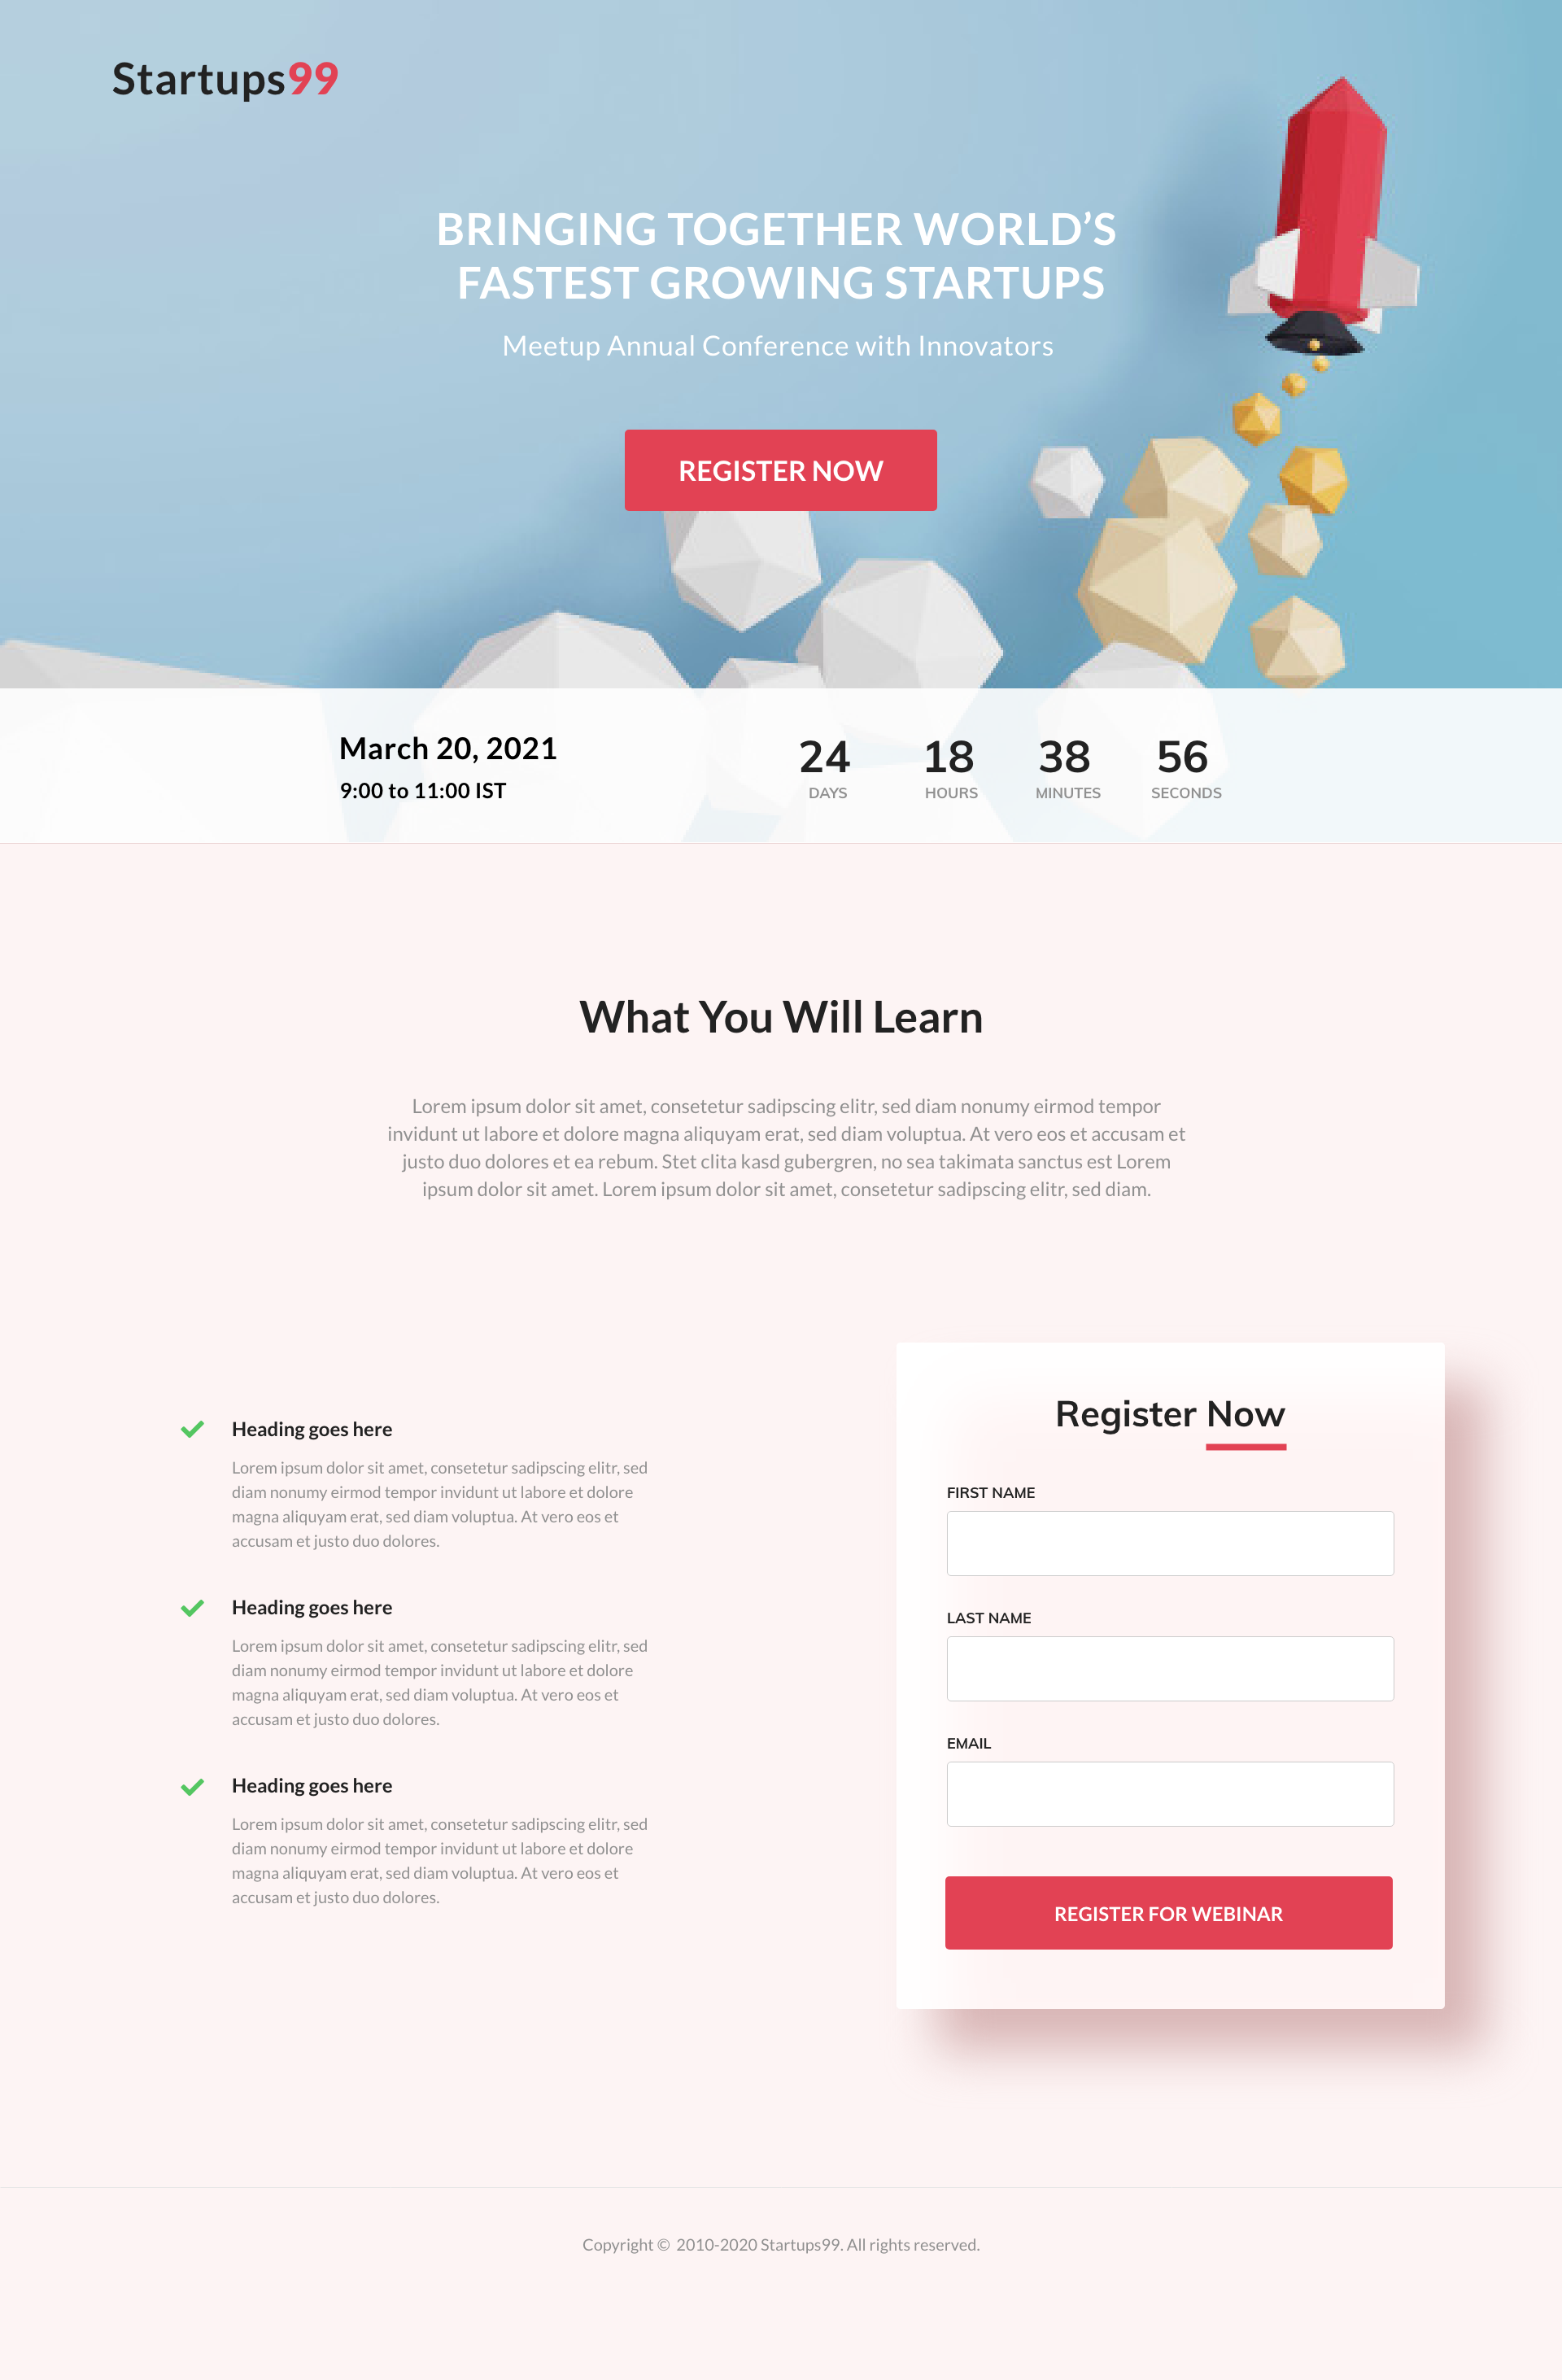 Startups99
BRINGING TOGETHER WORLD’S
FASTEST GROWING STARTUPS
Meetup Annual Conference with Innovators
REGISTER NOW
March 20, 2021
9:00 to 11:00 IST
24 18 38 56
DAYS HOURS MINUTES SECONDS
What You Will Learn
Lorem ipsum dolor sit amet, consetetur sadipscing elitr, sed diam nonumy eirmod tempor
invidunt ut labore et dolore magna aliquyam erat, sed diam voluptua. At vero eos et accusam et
justo duo dolores et ea rebum. Stet clita kasd gubergren, no sea takimata sanctus est Lorem
ipsum dolor sit amet. Lorem ipsum dolor sit amet, consetetur sadipscing elitr, sed diam.
Heading goes here
Lorem ipsum dolor sit amet, consetetur sadipscing elitr, sed
diam nonumy eirmod tempor invidunt ut labore et dolore
magna aliquyam erat, sed diam voluptua. At vero eos et
accusam et justo duo dolores.
Heading goes here
Lorem ipsum dolor sit amet, consetetur sadipscing elitr, sed
diam nonumy eirmod tempor invidunt ut labore et dolore
magna aliquyam erat, sed diam voluptua. At vero eos et
accusam et justo duo dolores.
Heading goes here
Lorem ipsum dolor sit amet, consetetur sadipscing elitr, sed
diam nonumy eirmod tempor invidunt ut labore et dolore
magna aliquyam erat, sed diam voluptua. At vero eos et
accusam et justo duo dolores.
Register Now
FIRST NAME
LAST NAME
EMAIL
REGISTER FOR WEBINAR
Copyright © 2010-2020 Startups99. All rights reserved.